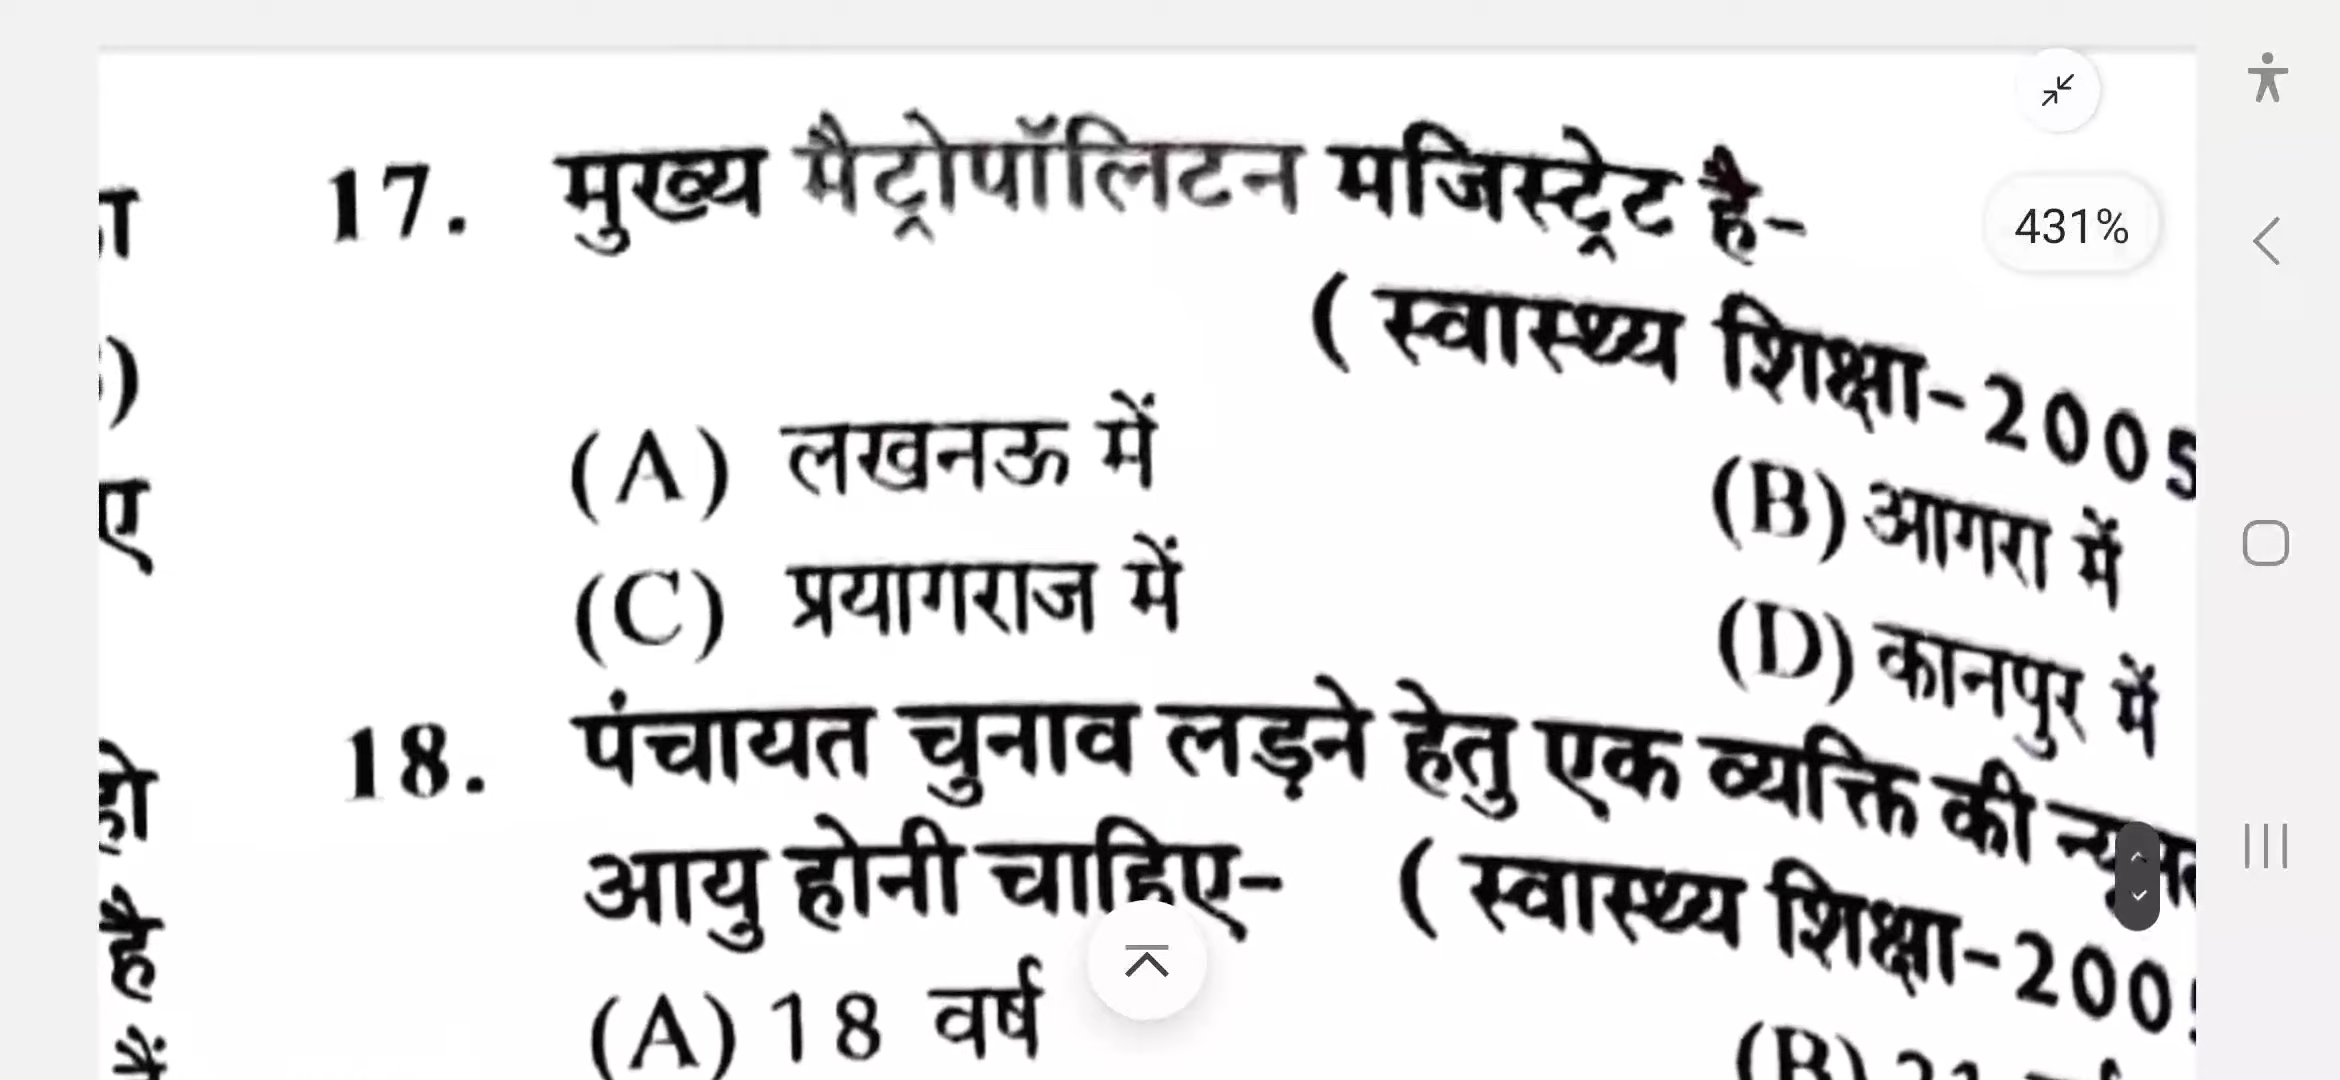 17. मुख्य मैट्रोपॉलिटन मजिस्ट्रेट है-
431%
( स्वास्थ्य शिक्षा-2005
(A) लखनऊ में (B) आगरा में
(C) प्रयागराज में (D) कानपुर में
18. पंचायत चुनाव लड़ने हेतु एक व्यक्ति की
आयु होनी चाहिए- ( स्वास्थ्य शिक्षा-200
(A) 18 वर्ष (B)
ए
है